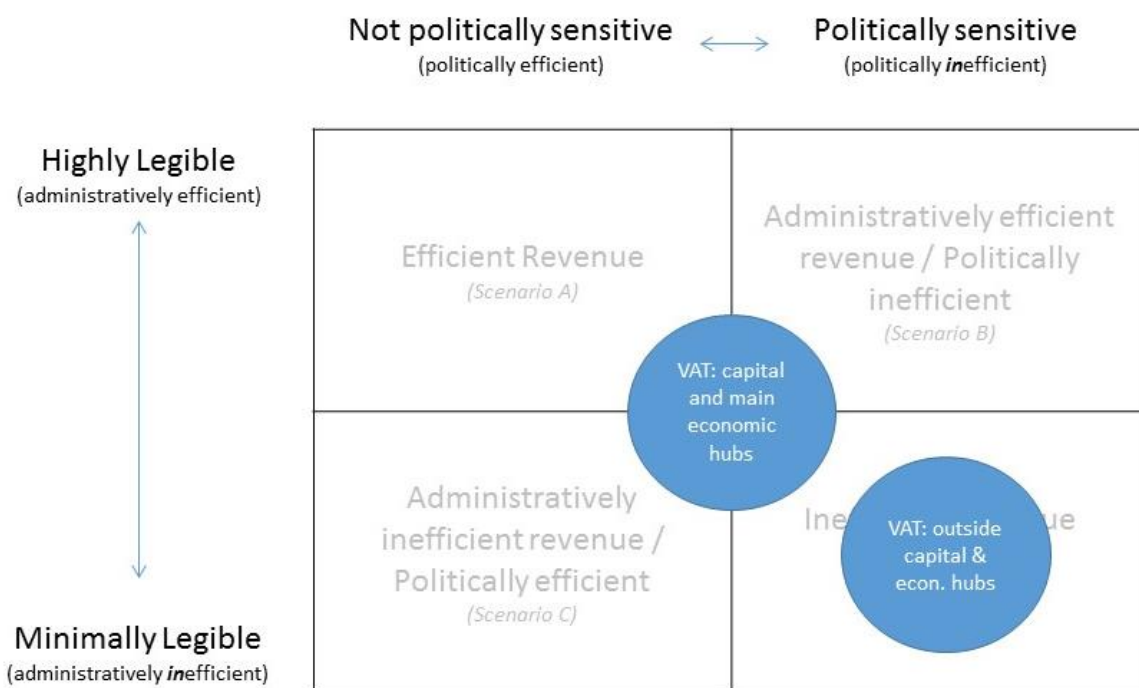 Not politically sensitive
(politically efficient)
Politically sensitive
(politically inefficient)
Highly Legible
(administratively efficient)
Minimally Legible
(administratively inefficient)
Efficient Revenue
(Scenario A)
Administratively efficient
revenue / Politically
inefficient
(Scenario B)
VAT: capital
and main
economic
hubs
Administratively
inefficient revenue /
Politically efficient
(Scenario C)
VAT: outside
capital &
econ. hubs